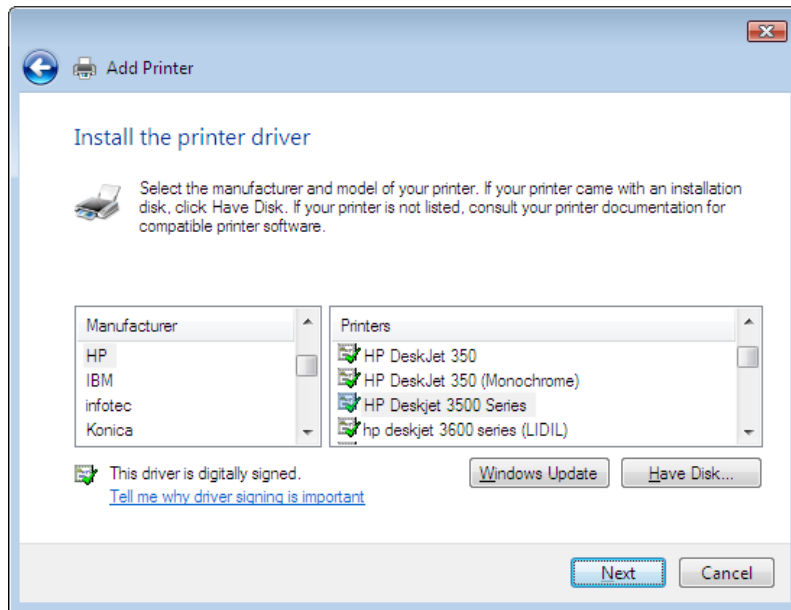 Add Printer
Install the printer driver
Select the manufacturer and model of your printer. If your printer came with an installation
disk, click Have Disk. If your printer is not listed, consult your printer documentation for
compatible printer software.
Manufacturer
HP
IBM
infotec
Konica
Printers
HP DeskJet 350
HP DeskJet 350 (Monochrome)
HP Deskjet 3500 Series
hp deskjet 3600 series (LIDIL)
This driver is digitally signed.
Tell me why driver signing is important
Windows Update
Have Disk...
Next
Cancel